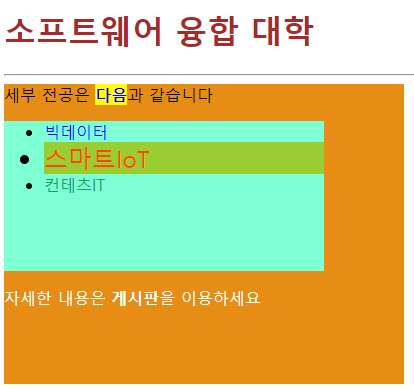 소프트웨어 융합 대학
세부 전공은 다음과 같습니다
빅데이터
스마트IoT
컨테츠IT
자세한 내용은 게시판을 이용하세요